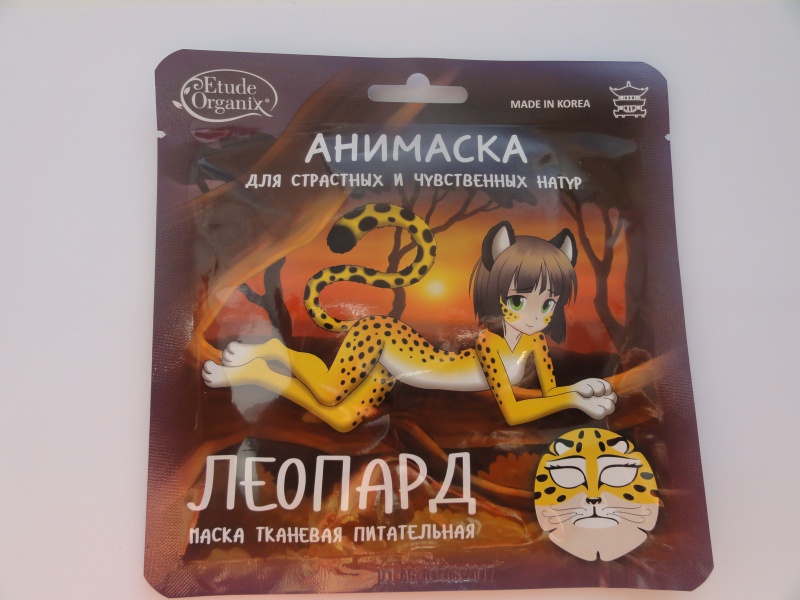 Etude
Organix®
MADE IN KOREA
АНИМАСКА
ДЛЯ СТРАСТНЫХ И ЧУВСТВЕННЫХ НАТУР
ЛЕОПАРД
МАСКА ТКАНЕВАЯ ПИТАТЕЛЬНАЯ